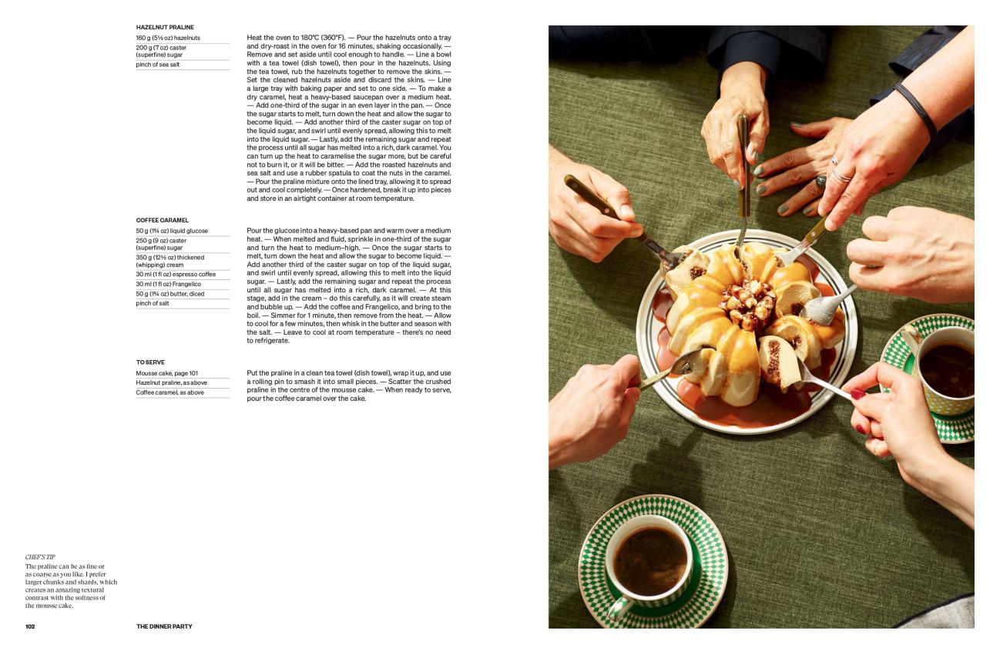 HAZELNUT PRALINE
160 g (5½ oz) hazelnuts
200 g (7 oz) caster
(superfine) sugar
pinch of sea salt
Heat the oven to 180°C (360°F). — Pour the hazelnuts onto a tray
and dry-roast in the oven for 16 minutes, shaking occasionally. —
Remove and set aside until cool enough to handle. — Line a bowl
with a tea towel (dish towel), then pour in the hazelnuts. Using
the tea towel, rub the hazelnuts together to remove the skins. —
Set the cleaned hazelnuts aside and discard the skins. — Line
a large tray with baking paper and set to one side. — To make a
dry caramel, heat a heavy-based saucepan over a medium heat.
— Add one-third of the sugar in an even layer in the pan. — Once
the sugar starts to melt, turn down the heat and allow the sugar to
become liquid. — Add another third of the caster sugar on top of
the liquid sugar, and swirl until evenly spread, allowing this to melt
into the liquid sugar. — Lastly, add the remaining sugar and repeat
the process until all sugar has melted into a rich, dark caramel. You
can turn up the heat to caramelise the sugar more, but be careful
not to burn it, or it will be bitter. — Add the roasted hazelnuts and
sea salt and use a rubber spatula to coat the nuts in the caramel.
— Pour the praline mixture onto the lined tray, allowing it to spread
out and cool completely. — Once hardened, break it up into pieces
and store in an airtight container at room temperature.
COFFEE CARAMEL
50 g (1¾ oz) liquid glucose
250 g (9 oz) caster
(superfine) sugar
350 g (12½ oz) thickened
(whipping) cream
30 ml (1 fl oz) espresso coffee
30 ml (1 fl oz) Frangelico
50 g (1¾ oz) butter, diced
pinch of salt
Pour the glucose into a heavy-based pan and warm over a medium
heat. — When melted and fluid, sprinkle in one-third of the sugar
and turn the heat to medium–high. — Once the sugar starts to
melt, turn down the heat and allow the sugar to become liquid. —
Add another third of the caster sugar on top of the liquid sugar,
and swirl until evenly spread, allowing this to melt into the liquid
sugar. — Lastly, add the remaining sugar and repeat the process
until all sugar has melted into a rich, dark caramel. — At this
stage, add in the cream – do this carefully, as it will create steam
and bubble up. — Add the coffee and Frangelico, and bring to the
boil. — Simmer for 1 minute, then remove from the heat. — Allow
to cool for a few minutes, then whisk in the butter and season with
the salt. — Leave to cool at room temperature – there's no need
to refrigerate.
TO SERVE
Mousse cake, page 101
Hazelnut praline, as above
Coffee caramel, as above
Put the praline in a clean tea towel (dish towel), wrap it up, and use
a rolling pin to smash it into small pieces. — Scatter the crushed
praline in the centre of the mousse cake. — When ready to serve,
pour the coffee caramel over the cake.
CHEF'S TIP
The praline can be as fine or
as coarse as you like. I prefer
larger chunks and shards, which
creates an amazing textural
contrast with the softness of
the mousse cake.
102
THE DINNER PARTY